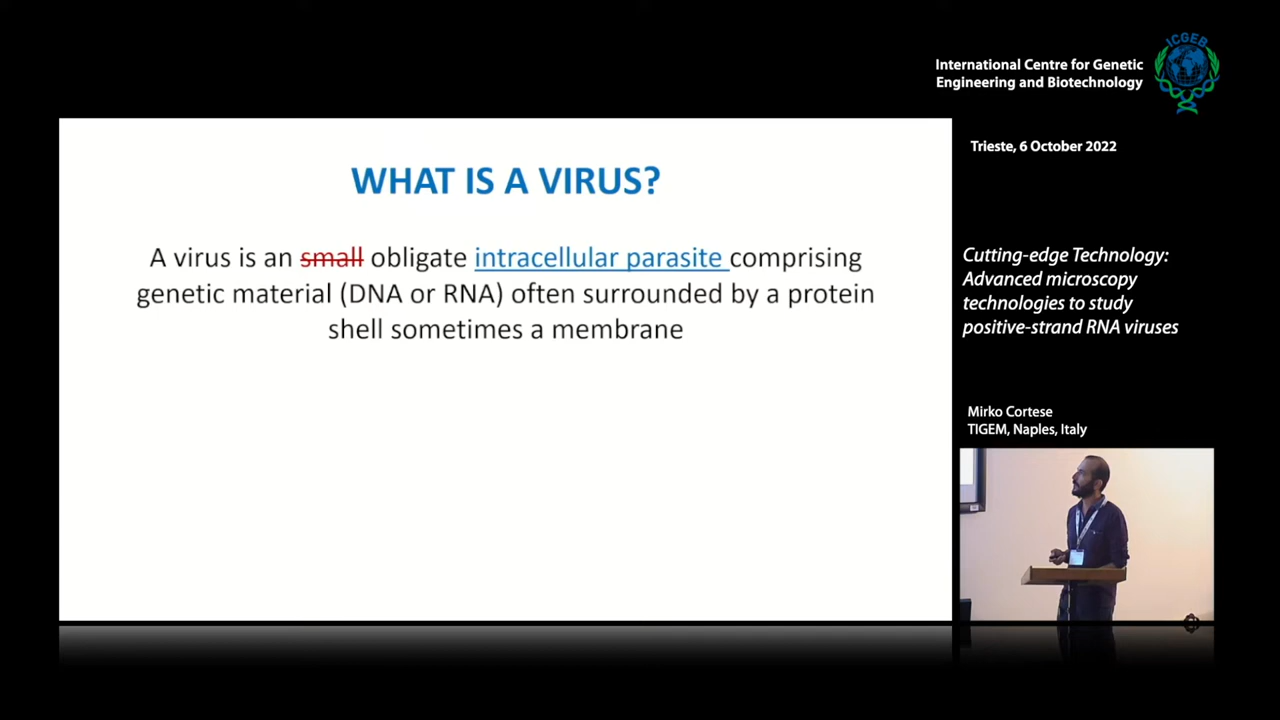 ICGEB
International Centre for Genetic
Engineering and Biotechnology
Trieste, 6 October 2022
WHAT IS A VIRUS?
A virus is an small obligate intracellular parasite comprising
genetic material (DNA or RNA) often surrounded by a protein
shell sometimes a membrane
Cutting-edge Technology:
Advanced microscopy
technologies to study
positive-strand RNA viruses
Mirko Cortese
TIGEM, Naples, Italy